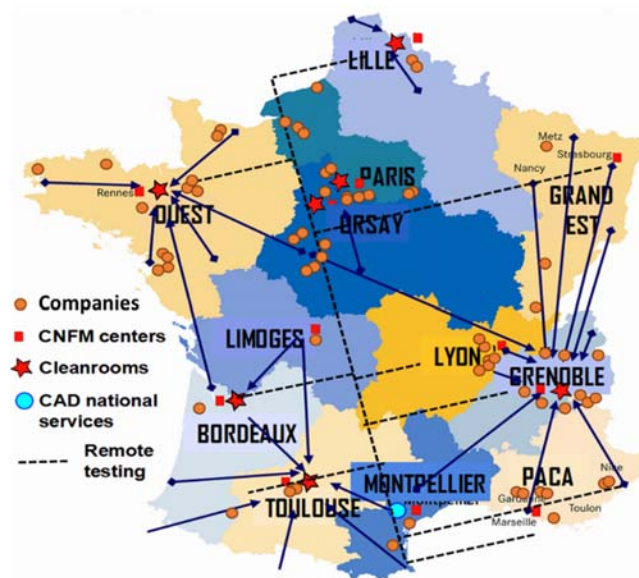 LILLE
Metz
Strasbourg
PARIS
Nancy
Rennes
GRAND
EST
OUEST
ORSAY
Companies
CNFM centers
LIMOGES
LYON
Cleanrooms
GRENOBLE
CAD national
services
BORDEAUX
Remote
testing
MONTPELLIER
PACA
Nice
TOULOUSE
Toulon
Marseille